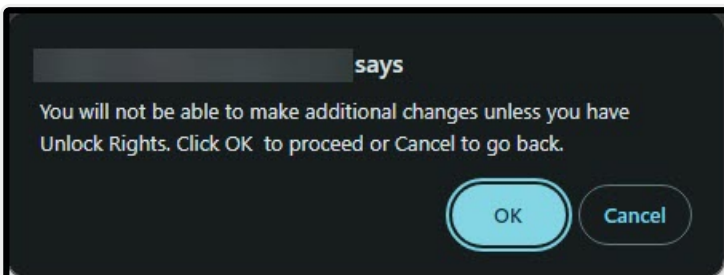 says
You will not be able to make additional changes unless you have
Unlock Rights. Click OK  to proceed or Cancel to go back.
OK
Cancel